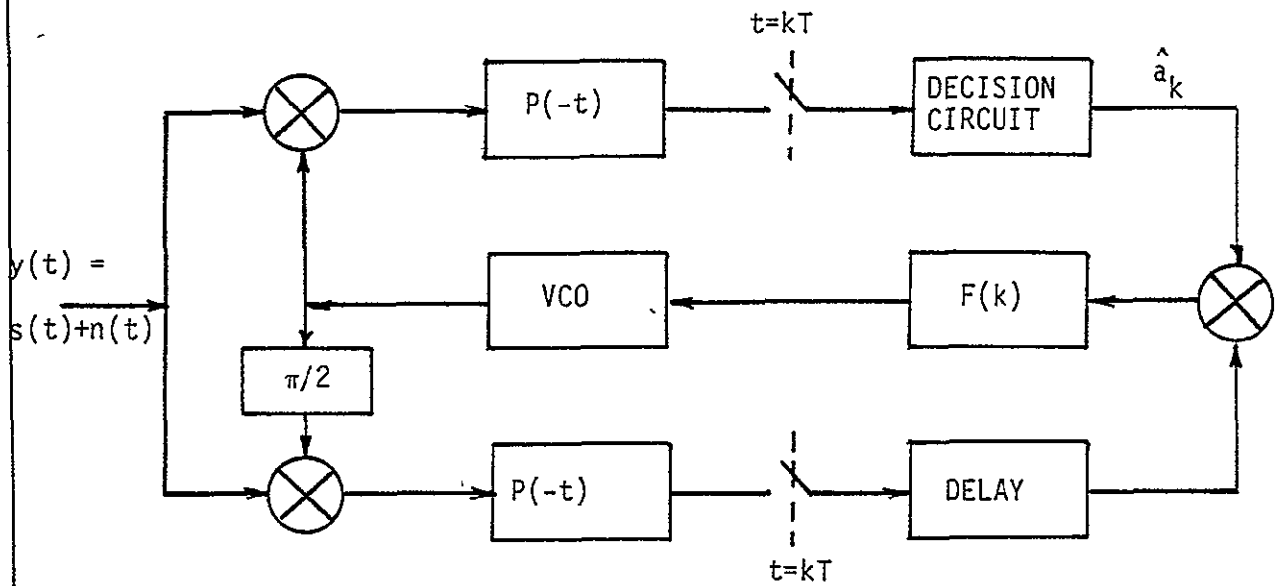 t=kT
P(-t)
DECISION
CIRCUIT
â_k
y(t) =
s(t)+n(t)
VCO
F(k)
π/2
P(-t)
DELAY
t=kT